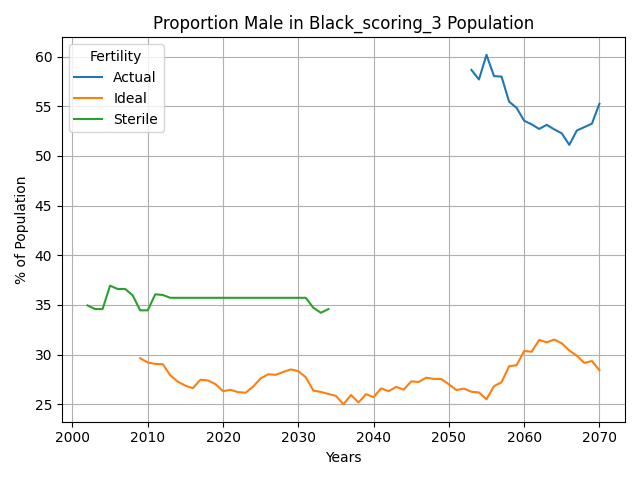 Proportion Male in Black_scoring_3 Population
Fertility
Actual
Ideal
Sterile
% of Population
60
55
50
45
40
35
30
25
2000
2010
2020
2030
2040
2050
2060
2070
Years